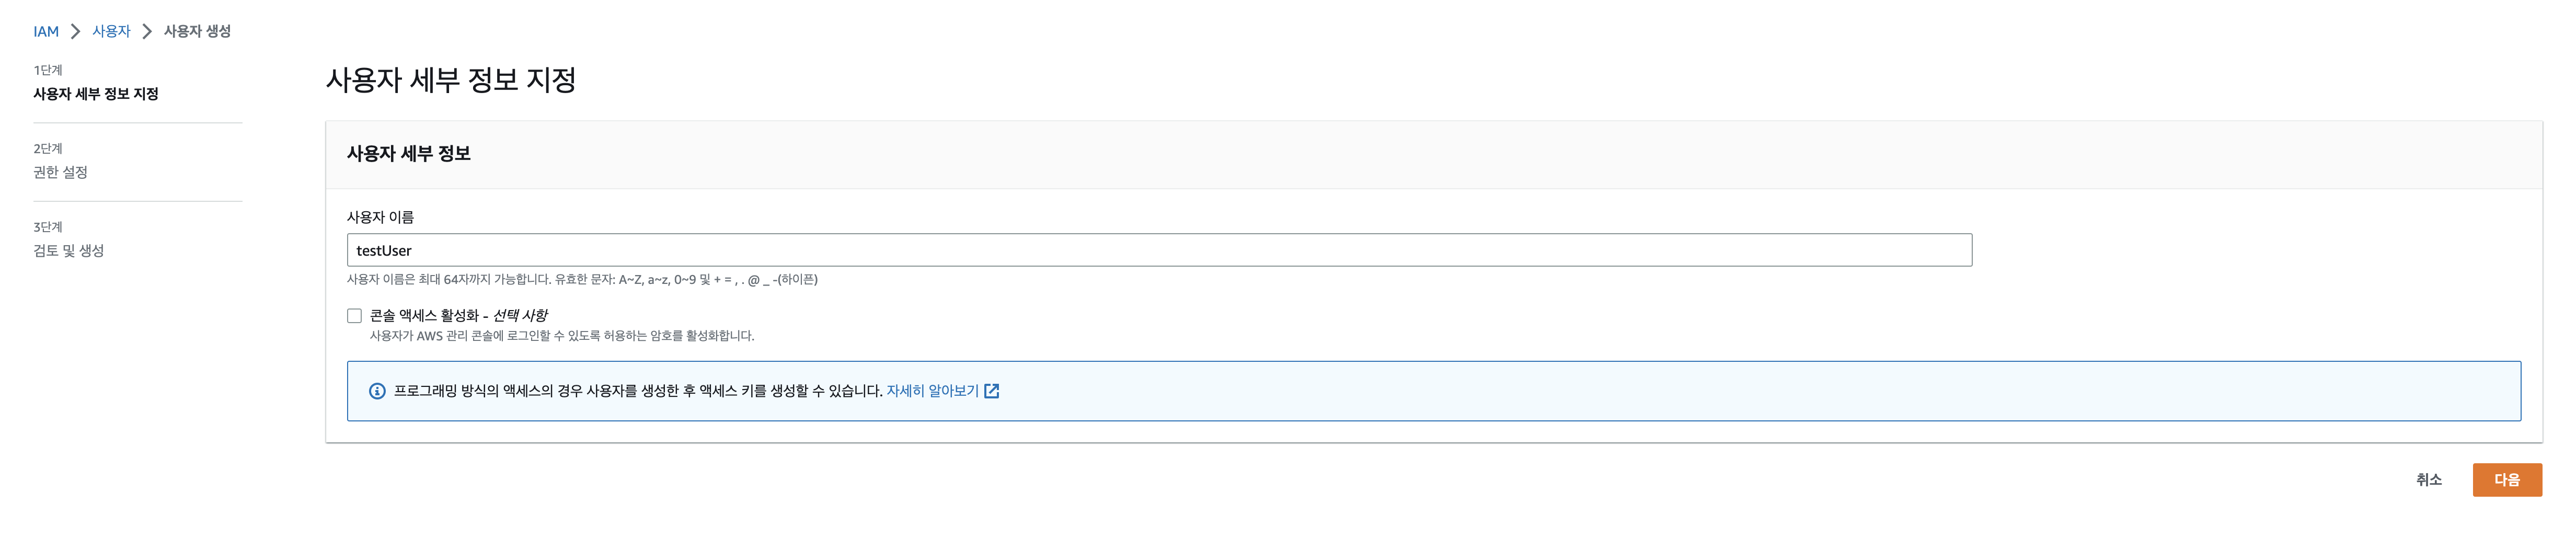 IAM > 사용자 > 사용자 생성
1단계
사용자 세부 정보 지정
2단계
권한 설정
3단계
검토 및 생성
사용자 세부 정보 지정
사용자 세부 정보
사용자 이름
testUser
사용자 이름은 최대 64자까지 가능합니다. 유효한 문자: A~Z, a~z, 0~9 및 + = , . @ _ -(하이픈)
콘솔 액세스 활성화 - 선택 사항
사용자가 AWS 관리 콘솔에 로그인할 수 있도록 허용하는 암호를 활성화합니다.
프로그래밍 방식의 액세스의 경우 사용자를 생성한 후 액세스 키를 생성할 수 있습니다. 자세히 알아보기
취소 다음